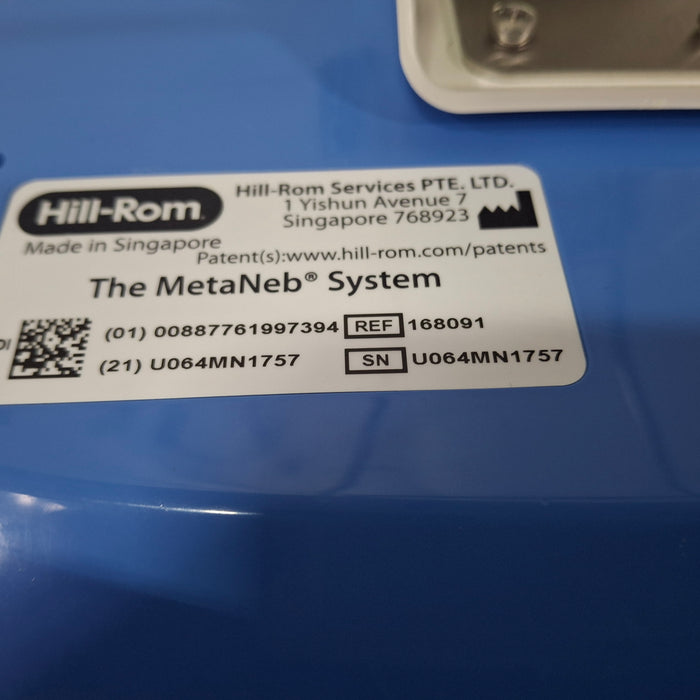 Hill-Rom
Hill-Rom Services PTE. LTD.
1 Yishun Avenue 7
Singapore 768923
Made in Singapore
Patent(s):www.hill-rom.com/patents
The MetaNeb® System
(01) 00887761997394 REF 168091
(21) U064MN1757 SN U064MN1757